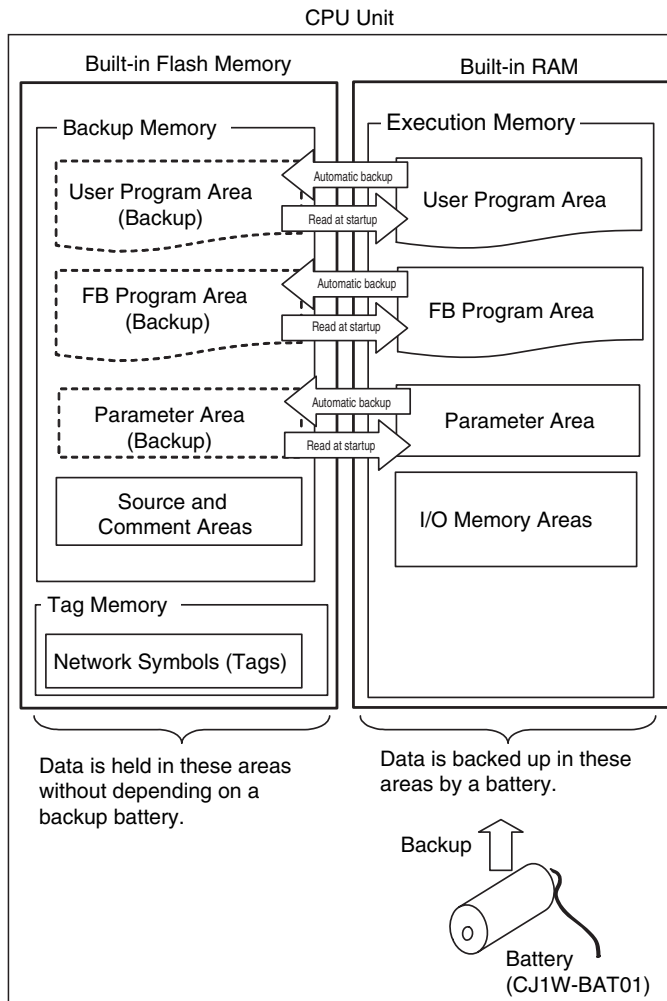 CPU Unit
Built-in Flash Memory
Built-in RAM
Backup Memory
Execution Memory
User Program Area
(Backup)
Automatic backup
Read at startup
User Program Area
FB Program Area
(Backup)
Automatic backup
Read at startup
FB Program Area
Parameter Area
(Backup)
Automatic backup
Read at startup
Parameter Area
Source and
Comment Areas
I/O Memory Areas
Tag Memory
Network Symbols (Tags)
Data is held in these areas
without depending on a
backup battery.
Data is backed up in these
areas by a battery.
Backup
Battery
(CJ1W-BAT01)